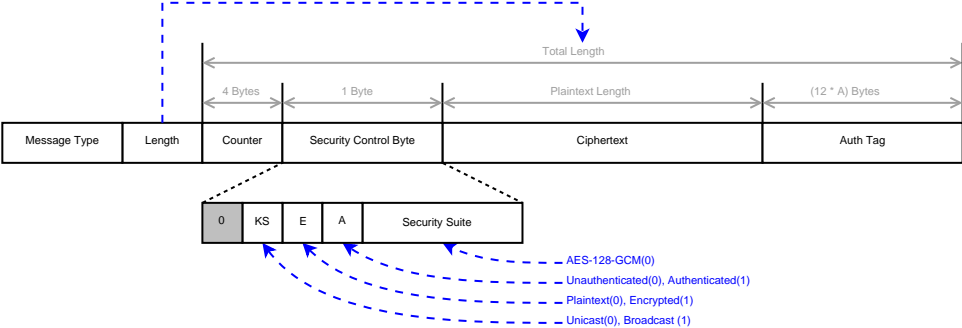 Total Length
4 Bytes
1 Byte
Plaintext Length
(12 * A) Bytes
Message Type
Length
Counter
Security Control Byte
Ciphertext
Auth Tag
0
KS
E
A
Security Suite
AES-128-GCM(0)
Unauthenticated(0), Authenticated(1)
Plaintext(0), Encrypted(1)
Unicast(0), Broadcast (1)